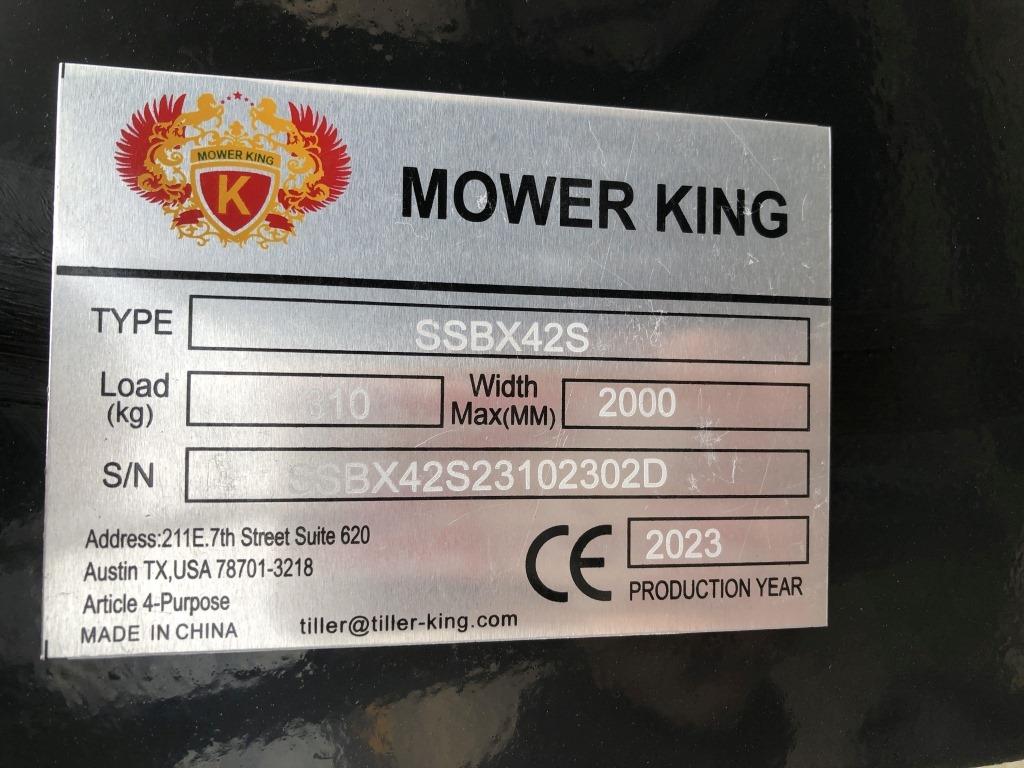 MOWER KING
K
MOWER KING
TYPE SSBX42S
Load (kg) 310 Width Max(MM) 2000
S/N SSBX42S23102302D
Address:211E.7th Street Suite 620
Austin TX,USA 78701-3218
Article 4-Purpose
MADE IN CHINA
tiller@tiller-king.com
CE
2023
PRODUCTION YEAR